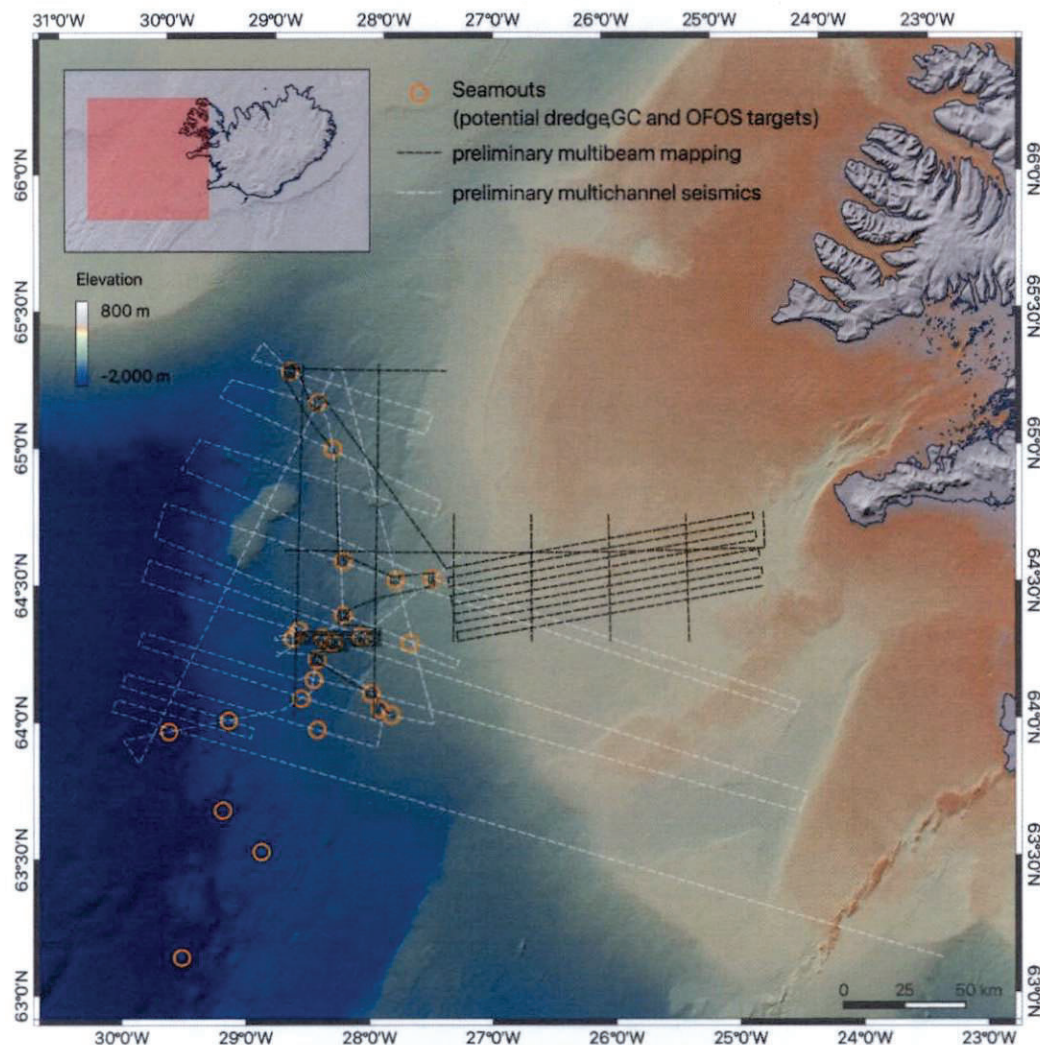 31°0'W 30°0'W 29°0'W 28°0'W 27°0'W 26°0'W 25°0'W 24°0'W 23°0'W
Seamouts
(potential dredge,GC and OFOS targets)
preliminary multibeam mapping
preliminary multichannel seismics
Elevation
800 m
-2,000 m
66°0'N
65°30'N
65°0'N
64°30'N
64°0'N
63°30'N
63°0'N
66°0'N
65°30'N
65°0'N
64°30'N
64°0'N
63°30'N
63°0'N
0 25 50 km
30°0'W 29°0'W 28°0'W 27°0'W 26°0'W 25°0'W 24°0'W 23°0'W